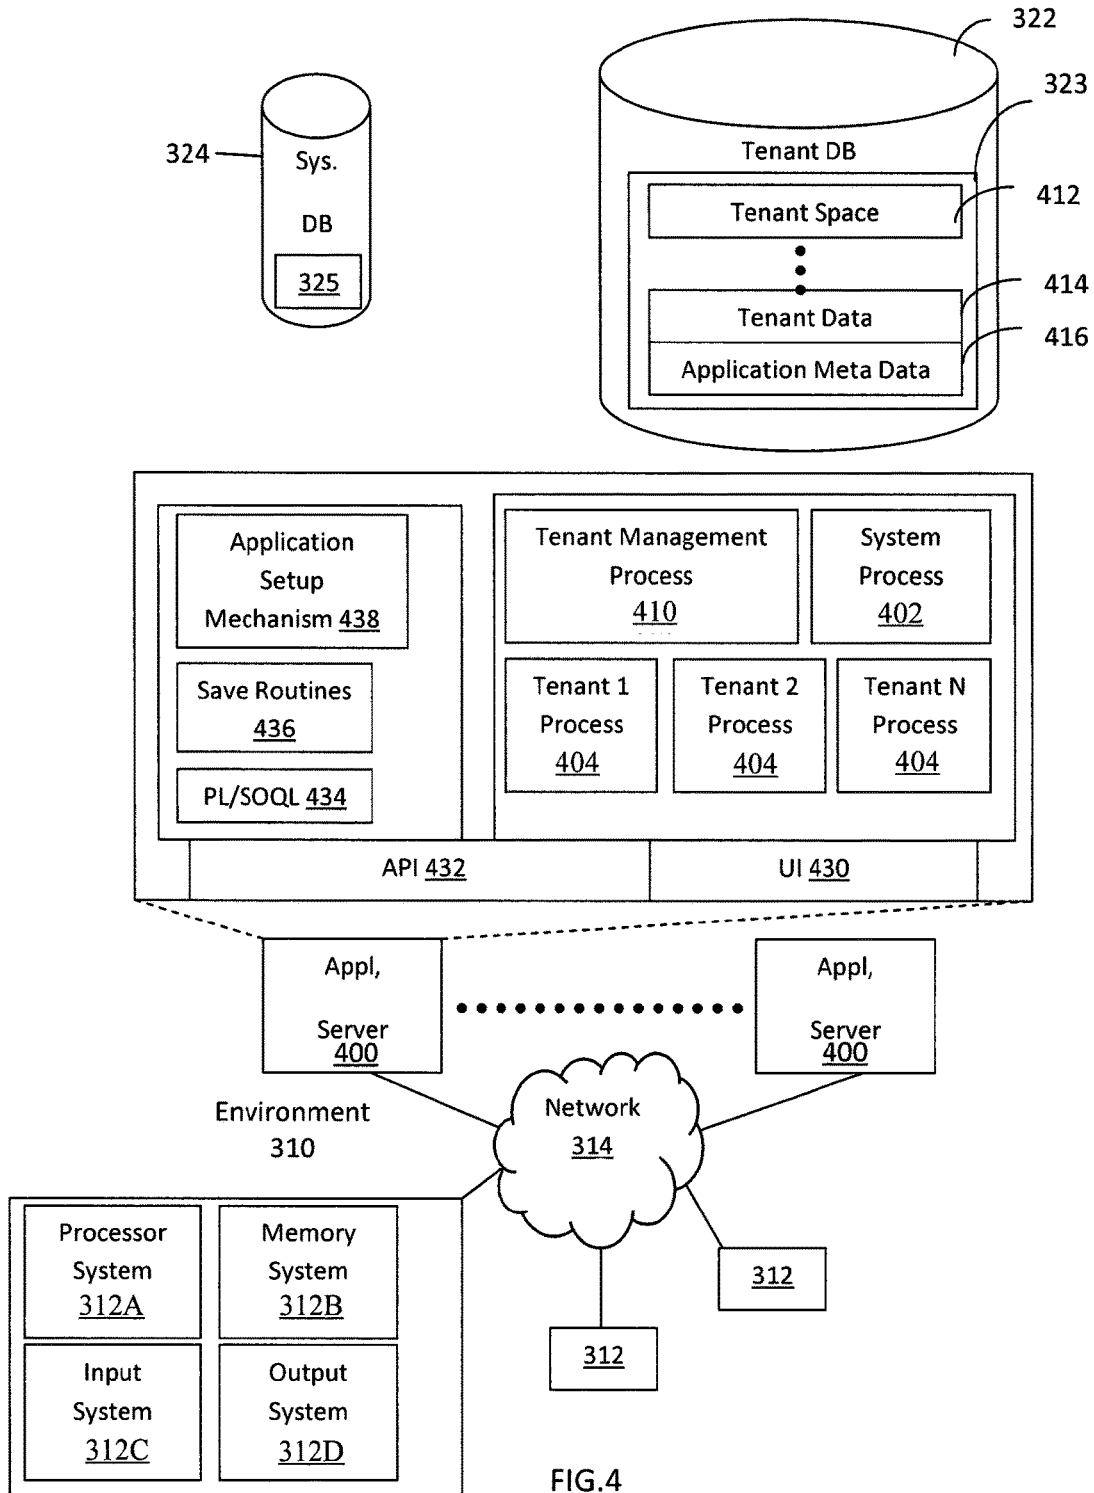 322
323
324
Sys.
DB
325
Tenant DB
Tenant Space
412
414
Tenant Data
416
Application Meta Data
Application
Setup
Mechanism 438
Save Routines
436
PL/SOQL 434
Tenant Management
Process
410
System
Process
402
Tenant 1
Process
404
Tenant 2
Process
404
Tenant N
Process
404
API 432
UI 430
Appl,
Server
400
Appl,
Server
400
Environment
310
Network
314
Processor
System
312A
Memory
System
312B
Input
System
312C
Output
System
312D
312
312
FIG.4